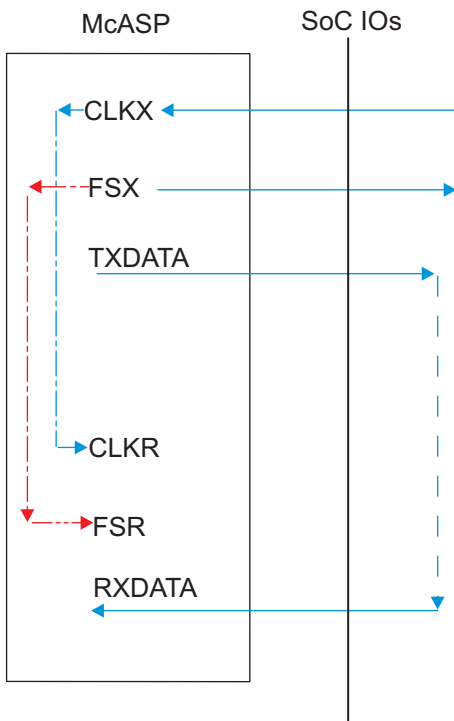 McASP
SoC IOs
CLKX
FSX
TXDATA
CLKR
FSR
RXDATA